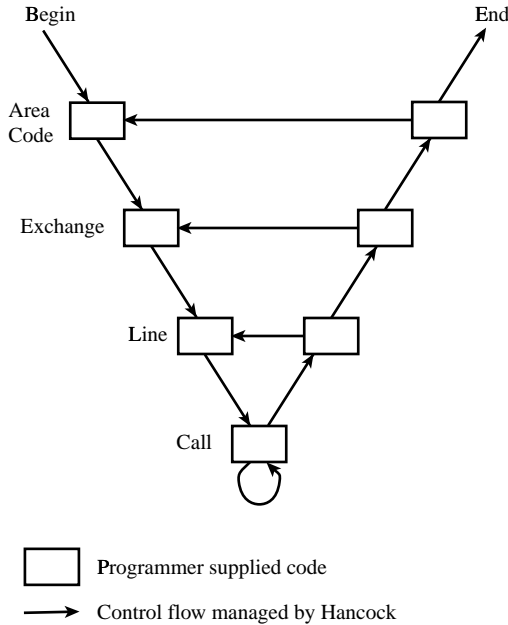 Begin
End
Area
Code
Exchange
Line
Call
Programmer supplied code
Control flow managed by Hancock